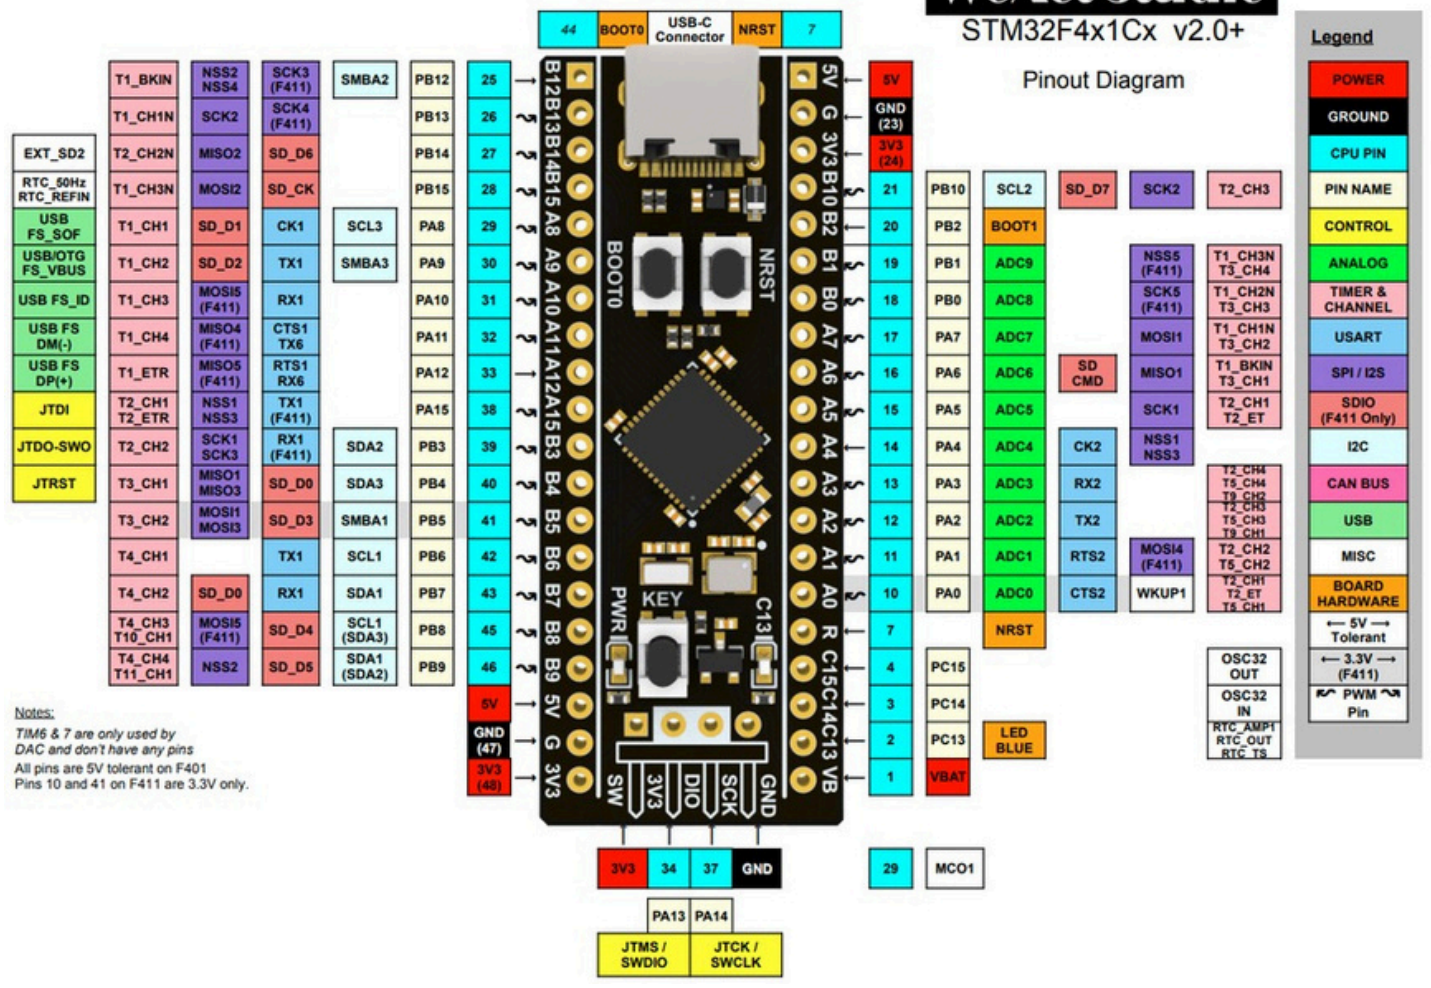 STM32F4x1Cx v2.0+
Pinout Diagram
44 BOOT0 USB-C Connector NRST 7
T1_BKIN NSS2 NSS4 SCK3 (F411) SMBA2 PB12 25 B12
T1_CH1N SCK2 SCK4 (F411) PB13 26 B13
EXT_SD2 T2_CH2N MISO2 SD_D6 PB14 27 B14
RTC_50Hz RTC_REFIN T1_CH3N MOSI2 SD_CK PB15 28 B15
USB FS_SOF T1_CH1 SD_D1 CK1 SCL3 PA8 29 A8
USB/OTG FS_VBUS T1_CH2 SD_D2 TX1 SMBA3 PA9 30 A9
USB FS_ID T1_CH3 MOSI5 (F411) RX1 PA10 31 A10
USB FS DM(-) T1_CH4 MISO4 (F411) CTS1 TX6 PA11 32 A11
USB FS DP(+) T1_ETR MISO5 (F411) RTS1 RX6 PA12 33 A12
JTDI T2_CH1 T2_ETR NSS1 NSS3 TX1 (F411) PA15 38 A15
JTDO-SWO T2_CH2 SCK1 SCK3 RX1 (F411) SDA2 PB3 39 B3
JTRST T3_CH1 MISO1 MISO3 SD_D0 SDA3 PB4 40 B4
T3_CH2 MOSI1 MOSI3 SD_D3 SMBA1 PB5 41 B5
T4_CH1 TX1 SCL1 PB6 42 B6
T4_CH2 SD_D0 RX1 SDA1 PB7 43 B7
T4_CH3 T10_CH1 MOSI5 (F411) SD_D4 SCL1 (SDA3) PB8 45 B8
T4_CH4 T11_CH1 NSS2 SD_D5 SDA1 (SDA2) PB9 46 B9
5V 5V
GND (47) G
3V3 (48) 3V3
BOOT0 NRST
PWR KEY C13
SW 3V3 DIO SCK GND
5V 5V
G GND (23)
3V3 3V3 (24)
B10 21 PB10 SCL2 SD_D7 SCK2 T2_CH3
B2 20 PB2 BOOT1
B1 19 PB1 ADC9 NSS5 (F411) T1_CH3N T3_CH4
B0 18 PB0 ADC8 SCK5 (F411) T1_CH2N T3_CH3
A7 17 PA7 ADC7 MOSI1 T1_CH1N T3_CH2
A6 16 PA6 ADC6 SD CMD MISO1 T1_BKIN T3_CH1
A5 15 PA5 ADC5 SCK1 T2_CH1 T2_ET
A4 14 PA4 ADC4 CK2 NSS1 NSS3
A3 13 PA3 ADC3 RX2 T2_CH4 T5_CH4 T9_CH2
A2 12 PA2 ADC2 TX2 T2_CH3 T5_CH3 T9_CH1
A1 11 PA1 ADC1 RTS2 MOSI4 (F411) T2_CH2 T5_CH2
A0 10 PA0 ADC0 CTS2 WKUP1 T2_CH1 T2_ET T5_CH1
R 7 NRST
C15 4 PC15 OSC32 OUT
C14 3 PC14 OSC32 IN
C13 2 PC13 LED BLUE RTC_AMP1 RTC_OUT RTC_TS
VB 1 VBAT
3V3 34 37 GND
29 MCO1
PA13 PA14
JTMS / SWDIO JTCK / SWCLK
Legend
POWER
GROUND
CPU PIN
PIN NAME
CONTROL
ANALOG
TIMER & CHANNEL
USART
SPI / I2S
SDIO (F411 Only)
I2C
CAN BUS
USB
MISC
BOARD HARDWARE
5V Tolerant
3.3V (F411)
PWM Pin
Notes:
TIM6 & 7 are only used by
DAC and don't have any pins
All pins are 5V tolerant on F401
Pins 10 and 41 on F411 are 3.3V only.